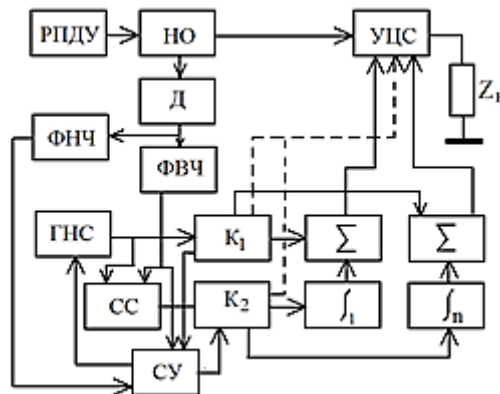 РПДУ НО УЦС
Z₁
Д
ФНЧ
ФВЧ
ГНС К₁ ∑ ∑
СС К₂ ∫₁ ∫n
СУ